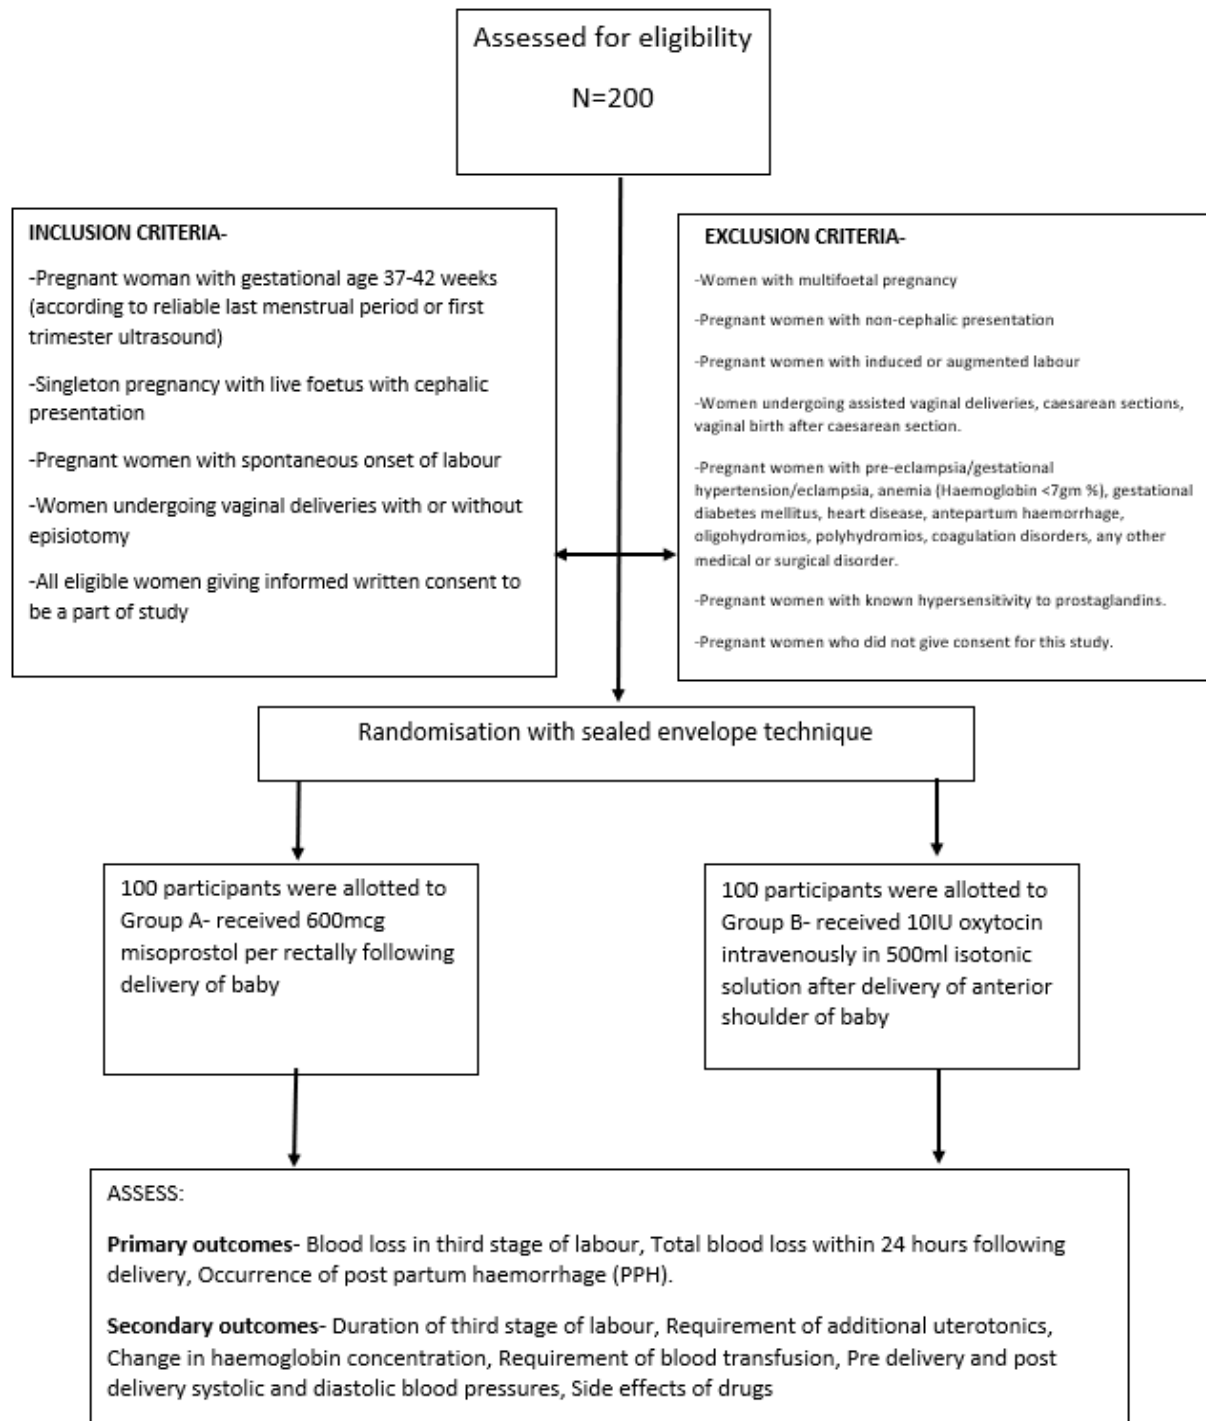 Assessed for eligibility
N=200
INCLUSION CRITERIA-
-Pregnant woman with gestational age 37-42 weeks
(according to reliable last menstrual period or first
trimester ultrasound)
-Singleton pregnancy with live foetus with cephalic
presentation
-Pregnant women with spontaneous onset of labour
-Women undergoing vaginal deliveries with or without
episiotomy
-All eligible women giving informed written consent to
be a part of study
EXCLUSION CRITERIA-
-Women with multifoetal pregnancy
-Pregnant women with non-cephalic presentation
-Pregnant women with induced or augmented labour
-Women undergoing assisted vaginal deliveries, caesarean sections,
vaginal birth after caesarean section.
-Pregnant women with pre-eclampsia/gestational
hypertension/eclampsia, anemia (Haemoglobin <7gm %), gestational
diabetes mellitus, heart disease, antepartum haemorrhage,
oligohydromios, polyhydromios, coagulation disorders, any other
medical or surgical disorder.
-Pregnant women with known hypersensitivity to prostaglandins.
-Pregnant women who did not give consent for this study.
Randomisation with sealed envelope technique
100 participants were allotted to
Group A- received 600mcg
misoprostol per rectally following
delivery of baby
100 participants were allotted to
Group B- received 10IU oxytocin
intravenously in 500ml isotonic
solution after delivery of anterior
shoulder of baby
ASSESS:
Primary outcomes- Blood loss in third stage of labour, Total blood loss within 24 hours following
delivery, Occurrence of post partum haemorrhage (PPH).
Secondary outcomes- Duration of third stage of labour, Requirement of additional uterotonics,
Change in haemoglobin concentration, Requirement of blood transfusion, Pre delivery and post
delivery systolic and diastolic blood pressures, Side effects of drugs